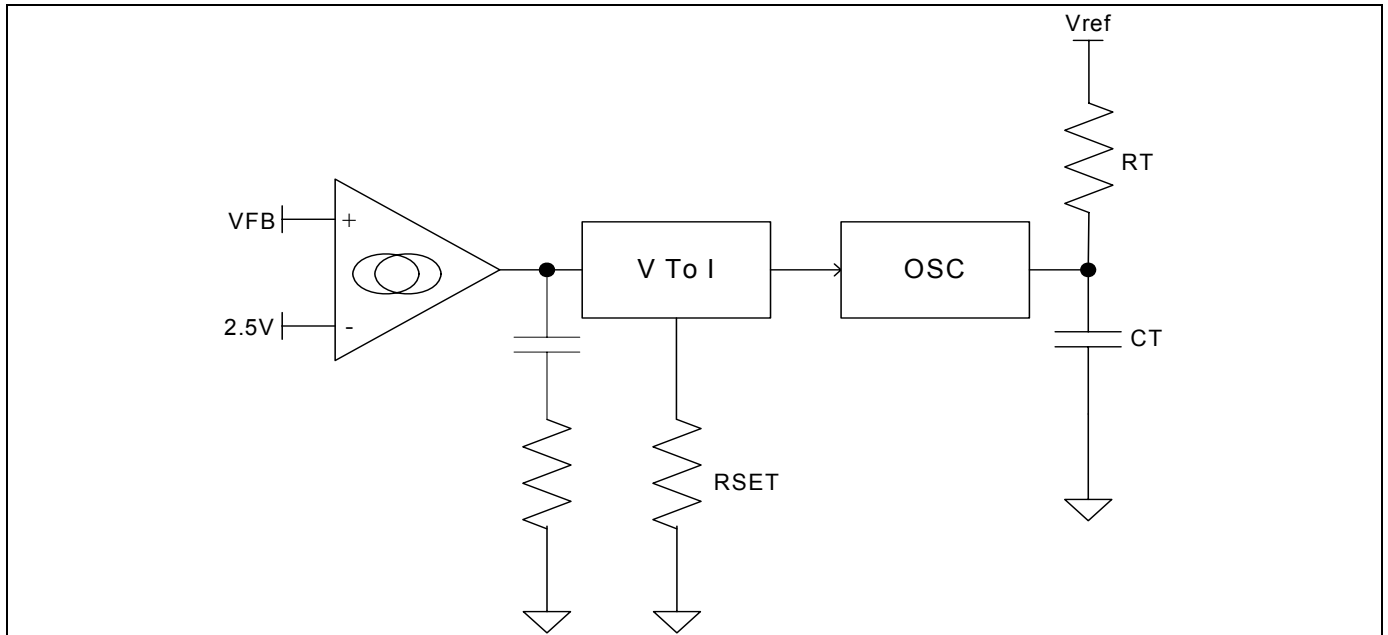 Vref
RT
VFB
+
V To I
OSC
2.5V
-
CT
RSET